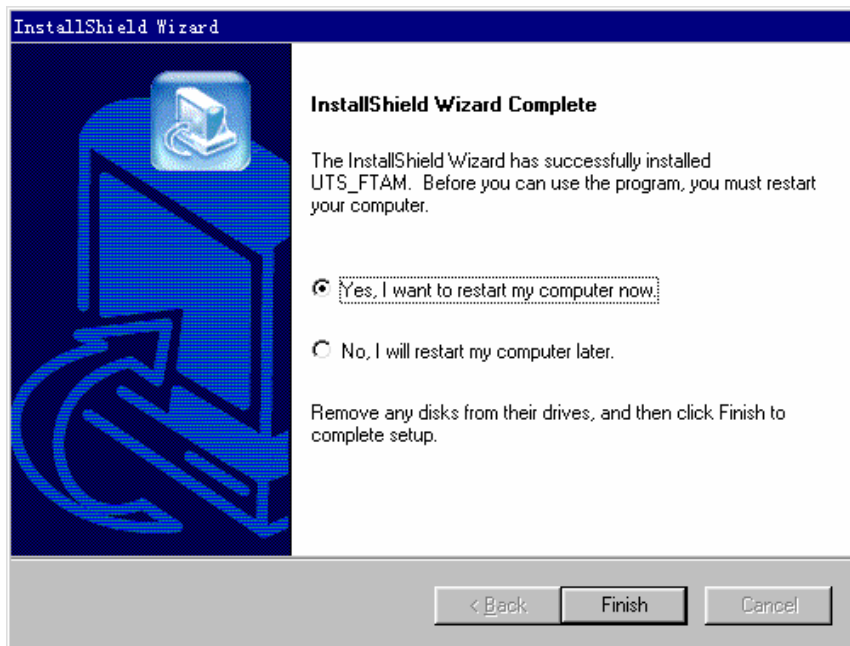 InstallShield Wizard
InstallShield Wizard Complete
The InstallShield Wizard has successfully installed
UTS_FTAM.  Before you can use the program, you must restart
your computer.
Yes, I want to restart my computer now.
No, I will restart my computer later.
Remove any disks from their drives, and then click Finish to
complete setup.
< Back
Finish
Cancel